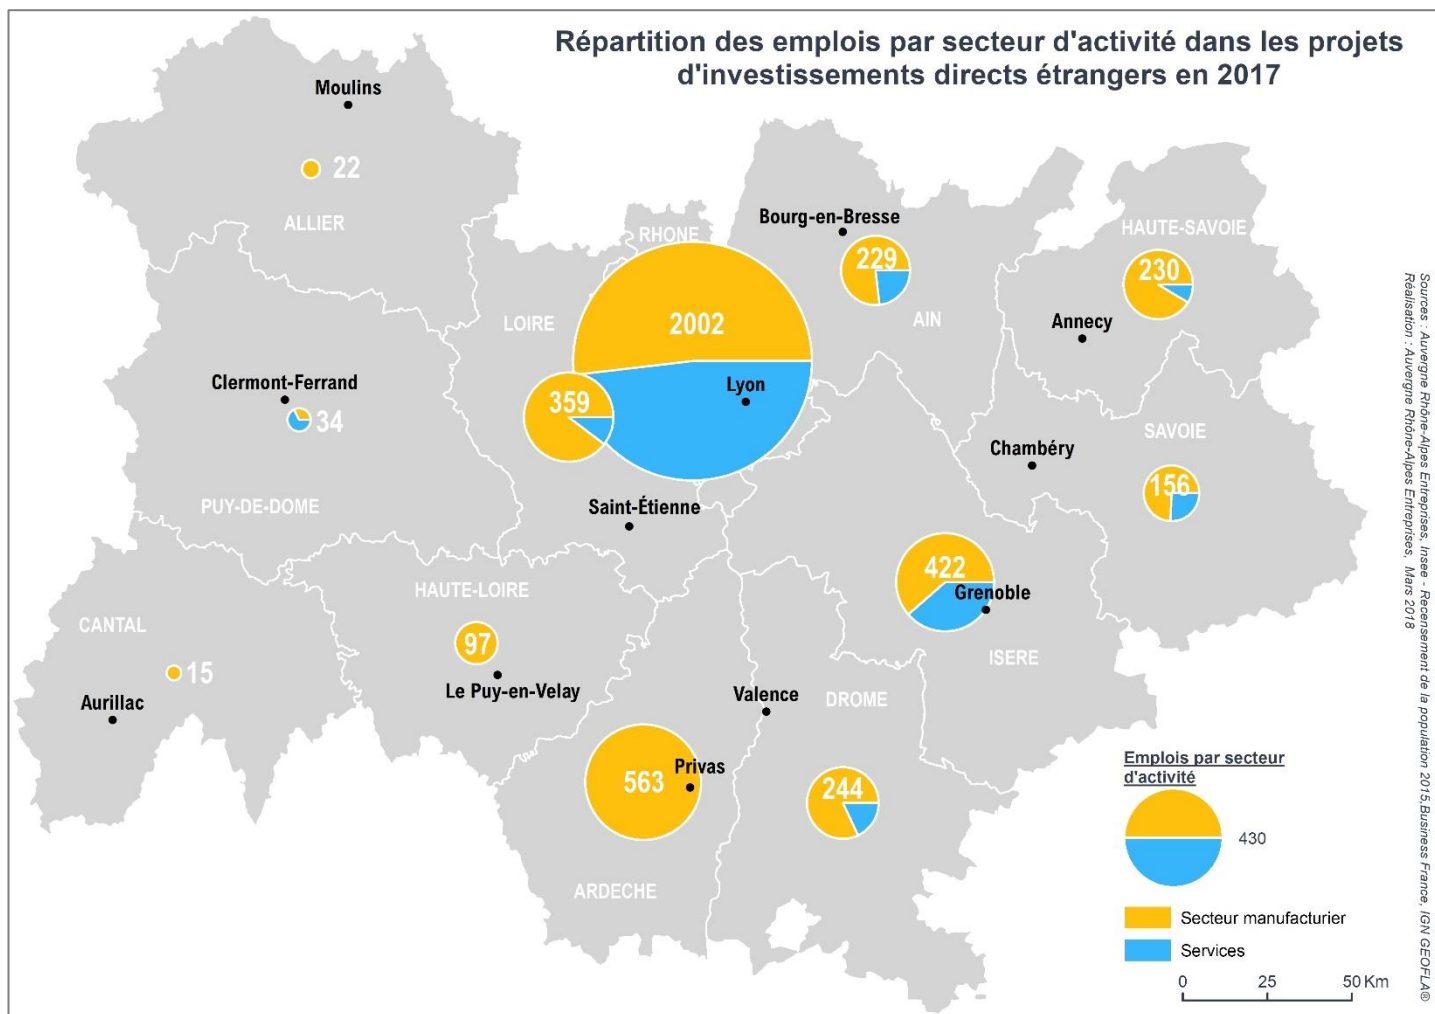 Répartition des emplois par secteur d'activité dans les projets
d'investissements directs étrangers en 2017
Moulins
22
ALLIER
RHONE
Bourg-en-Bresse
229
AIN
HAUTE-SAVOIE
230
Annecy
LOIRE
2002
Lyon
359
Clermont-Ferrand
34
PUY-DE-DOME
Saint-Étienne
Chambéry
SAVOIE
156
422
Grenoble
ISERE
HAUTE-LOIRE
97
Le Puy-en-Velay
CANTAL
15
Aurillac
Valence
DROME
244
563
Privas
ARDECHE
Emplois par secteur
d'activité
430
Secteur manufacturier
Services
0 25 50 Km
Sources : Auvergne Rhône-Alpes Entreprises, Insee - Recensement de la population 2015,Business France, IGN GEOFLA®
Réalisation : Auvergne Rhône-Alpes Entreprises, Mars 2018